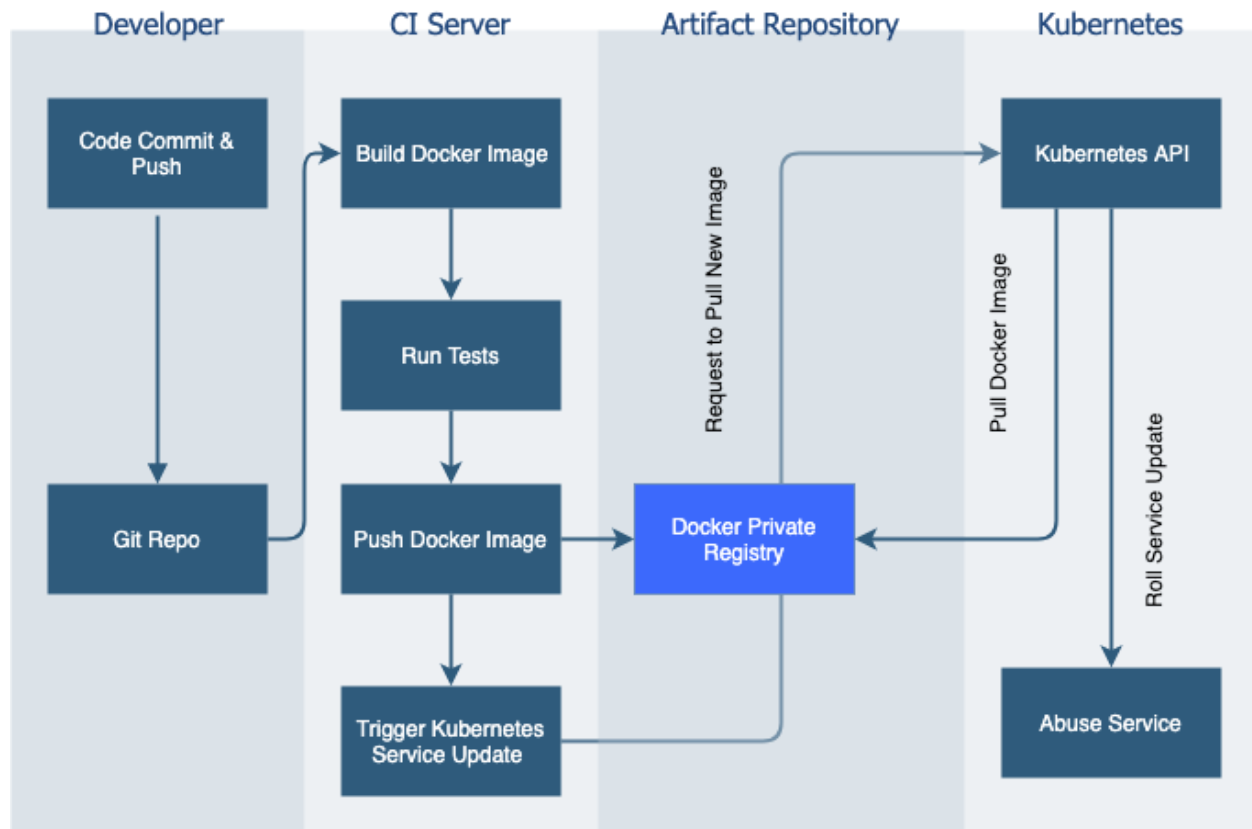 Developer
CI Server
Artifact Repository
Kubernetes
Code Commit &
Push
Build Docker Image
Kubernetes API
Request to Pull New Image
Pull Docker Image
Run Tests
Roll Service Update
Git Repo
Push Docker Image
Docker Private
Registry
Trigger Kubernetes
Service Update
Abuse Service